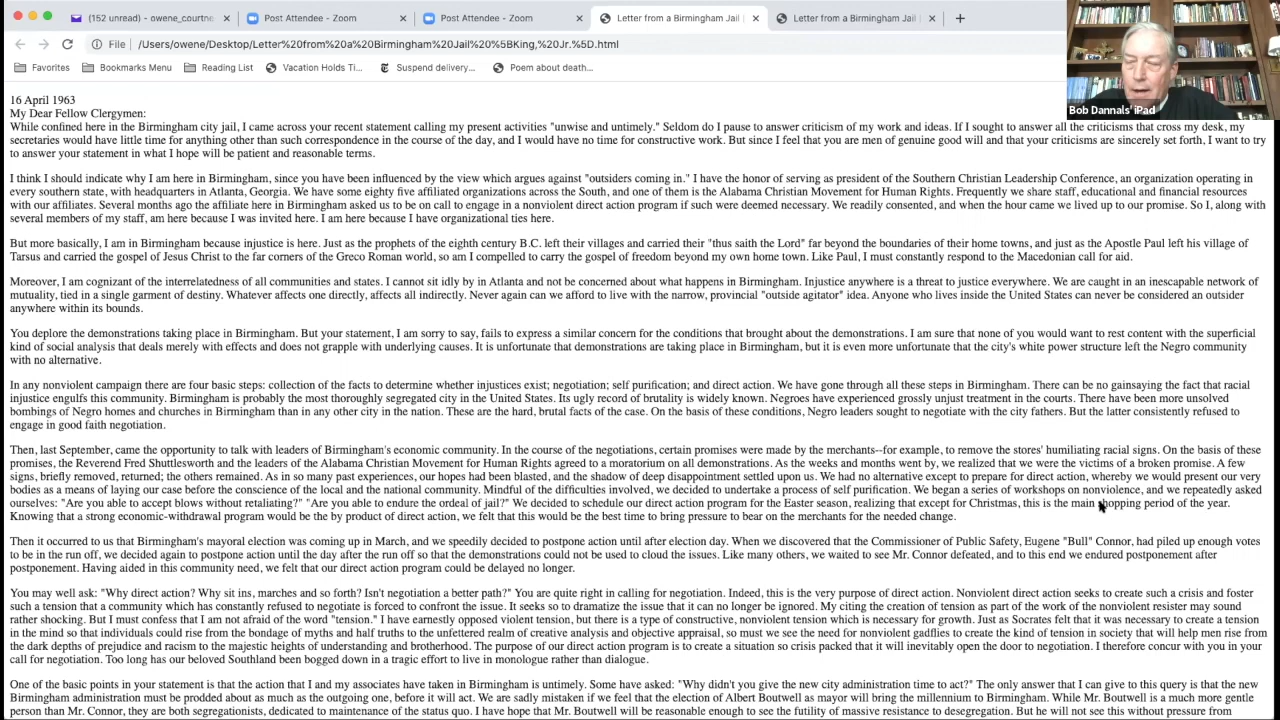 (152 unread) - owene_courtne
Post Attendee - Zoom
Post Attendee - Zoom
Letter from a Birmingham Jail
Letter from a Birmingham Jail
File
/Users/owene/Desktop/Letter%20from%20a%20Birmingham%20Jail%20%5BKing,%20Jr.%5D.html
Favorites
Bookmarks Menu
Reading List
Vacation Holds Ti...
Suspend delivery...
Poem about death...
Bob Dannals' iPad
16 April 1963
My Dear Fellow Clergymen:
While confined here in the Birmingham city jail, I came across your recent statement calling my present activities "unwise and untimely." Seldom do I pause to answer criticism of my work and ideas. If I sought to answer all the criticisms that cross my desk, my
secretaries would have little time for anything other than such correspondence in the course of the day, and I would have no time for constructive work. But since I feel that you are men of genuine good will and that your criticisms are sincerely set forth, I want to try
to answer your statement in what I hope will be patient and reasonable terms.
I think I should indicate why I am here in Birmingham, since you have been influenced by the view which argues against "outsiders coming in." I have the honor of serving as president of the Southern Christian Leadership Conference, an organization operating in
every southern state, with headquarters in Atlanta, Georgia. We have some eighty five affiliated organizations across the South, and one of them is the Alabama Christian Movement for Human Rights. Frequently we share staff, educational and financial resources
with our affiliates. Several months ago the affiliate here in Birmingham asked us to be on call to engage in a nonviolent direct action program if such were deemed necessary. We readily consented, and when the hour came we lived up to our promise. So I, along with
several members of my staff, am here because I was invited here. I am here because I have organizational ties here.
But more basically, I am in Birmingham because injustice is here. Just as the prophets of the eighth century B.C. left their villages and carried their "thus saith the Lord" far beyond the boundaries of their home towns, and just as the Apostle Paul left his village of
Tarsus and carried the gospel of Jesus Christ to the far corners of the Greco Roman world, so am I compelled to carry the gospel of freedom beyond my own home town. Like Paul, I must constantly respond to the Macedonian call for aid.
Moreover, I am cognizant of the interrelatedness of all communities and states. I cannot sit idly by in Atlanta and not be concerned about what happens in Birmingham. Injustice anywhere is a threat to justice everywhere. We are caught in an inescapable network of
mutuality, tied in a single garment of destiny. Whatever affects one directly, affects all indirectly. Never again can we afford to live with the narrow, provincial "outside agitator" idea. Anyone who lives inside the United States can never be considered an outsider
anywhere within its bounds.
You deplore the demonstrations taking place in Birmingham. But your statement, I am sorry to say, fails to express a similar concern for the conditions that brought about the demonstrations. I am sure that none of you would want to rest content with the superficial
kind of social analysis that deals merely with effects and does not grapple with underlying causes. It is unfortunate that demonstrations are taking place in Birmingham, but it is even more unfortunate that the city's white power structure left the Negro community
with no alternative.
In any nonviolent campaign there are four basic steps: collection of the facts to determine whether injustices exist; negotiation; self purification; and direct action. We have gone through all these steps in Birmingham. There can be no gainsaying the fact that racial
injustice engulfs this community. Birmingham is probably the most thoroughly segregated city in the United States. Its ugly record of brutality is widely known. Negroes have experienced grossly unjust treatment in the courts. There have been more unsolved
bombings of Negro homes and churches in Birmingham than in any other city in the nation. These are the hard, brutal facts of the case. On the basis of these conditions, Negro leaders sought to negotiate with the city fathers. But the latter consistently refused to
engage in good faith negotiation.
Then, last September, came the opportunity to talk with leaders of Birmingham's economic community. In the course of the negotiations, certain promises were made by the merchants--for example, to remove the stores' humiliating racial signs. On the basis of these
promises, the Reverend Fred Shuttlesworth and the leaders of the Alabama Christian Movement for Human Rights agreed to a moratorium on all demonstrations. As the weeks and months went by, we realized that we were the victims of a broken promise. A few
signs, briefly removed, returned; the others remained. As in so many past experiences, our hopes had been blasted, and the shadow of deep disappointment settled upon us. We had no alternative except to prepare for direct action, whereby we would present our very
bodies as a means of laying our case before the conscience of the local and the national community. Mindful of the difficulties involved, we decided to undertake a process of self purification. We began a series of workshops on nonviolence, and we repeatedly asked
ourselves: "Are you able to accept blows without retaliating?" "Are you able to endure the ordeal of jail?" We decided to schedule our direct action program for the Easter season, realizing that except for Christmas, this is the main shopping period of the year.
Knowing that a strong economic-withdrawal program would be the by product of direct action, we felt that this would be the best time to bring pressure to bear on the merchants for the needed change.
Then it occurred to us that Birmingham's mayoral election was coming up in March, and we speedily decided to postpone action until after election day. When we discovered that the Commissioner of Public Safety, Eugene "Bull" Connor, had piled up enough votes
to be in the run off, we decided again to postpone action until the day after the run off so that the demonstrations could not be used to cloud the issues. Like many others, we waited to see Mr. Connor defeated, and to this end we endured postponement after
postponement. Having aided in this community need, we felt that our direct action program could be delayed no longer.
You may well ask: "Why direct action? Why sit ins, marches and so forth? Isn't negotiation a better path?" You are quite right in calling for negotiation. Indeed, this is the very purpose of direct action. Nonviolent direct action seeks to create such a crisis and foster
such a tension that a community which has constantly refused to negotiate is forced to confront the issue. It seeks so to dramatize the issue that it can no longer be ignored. My citing the creation of tension as part of the work of the nonviolent resister may sound
rather shocking. But I must confess that I am not afraid of the word "tension." I have earnestly opposed violent tension, but there is a type of constructive, nonviolent tension which is necessary for growth. Just as Socrates felt that it was necessary to create a tension
in the mind so that individuals could rise from the bondage of myths and half truths to the unfettered realm of creative analysis and objective appraisal, so must we see the need for nonviolent gadflies to create the kind of tension in society that will help men rise from
the dark depths of prejudice and racism to the majestic heights of understanding and brotherhood. The purpose of our direct action program is to create a situation so crisis packed that it will inevitably open the door to negotiation. I therefore concur with you in your
call for negotiation. Too long has our beloved Southland been bogged down in a tragic effort to live in monologue rather than dialogue.
One of the basic points in your statement is that the action that I and my associates have taken in Birmingham is untimely. Some have asked: "Why didn't you give the new city administration time to act?" The only answer that I can give to this query is that the new
Birmingham administration must be prodded about as much as the outgoing one, before it will act. We are sadly mistaken if we feel that the election of Albert Boutwell as mayor will bring the millennium to Birmingham. While Mr. Boutwell is a much more gentle
person than Mr. Connor, they are both segregationists, dedicated to maintenance of the status quo. I have hope that Mr. Boutwell will be reasonable enough to see the futility of massive resistance to desegregation. But he will not see this without pressure from